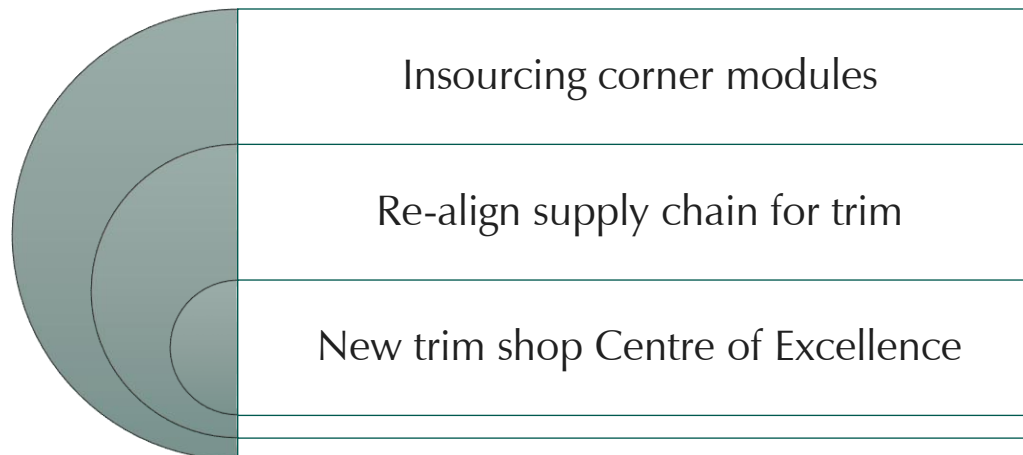 Insourcing corner modules
Re-align supply chain for trim
New trim shop Centre of Excellence